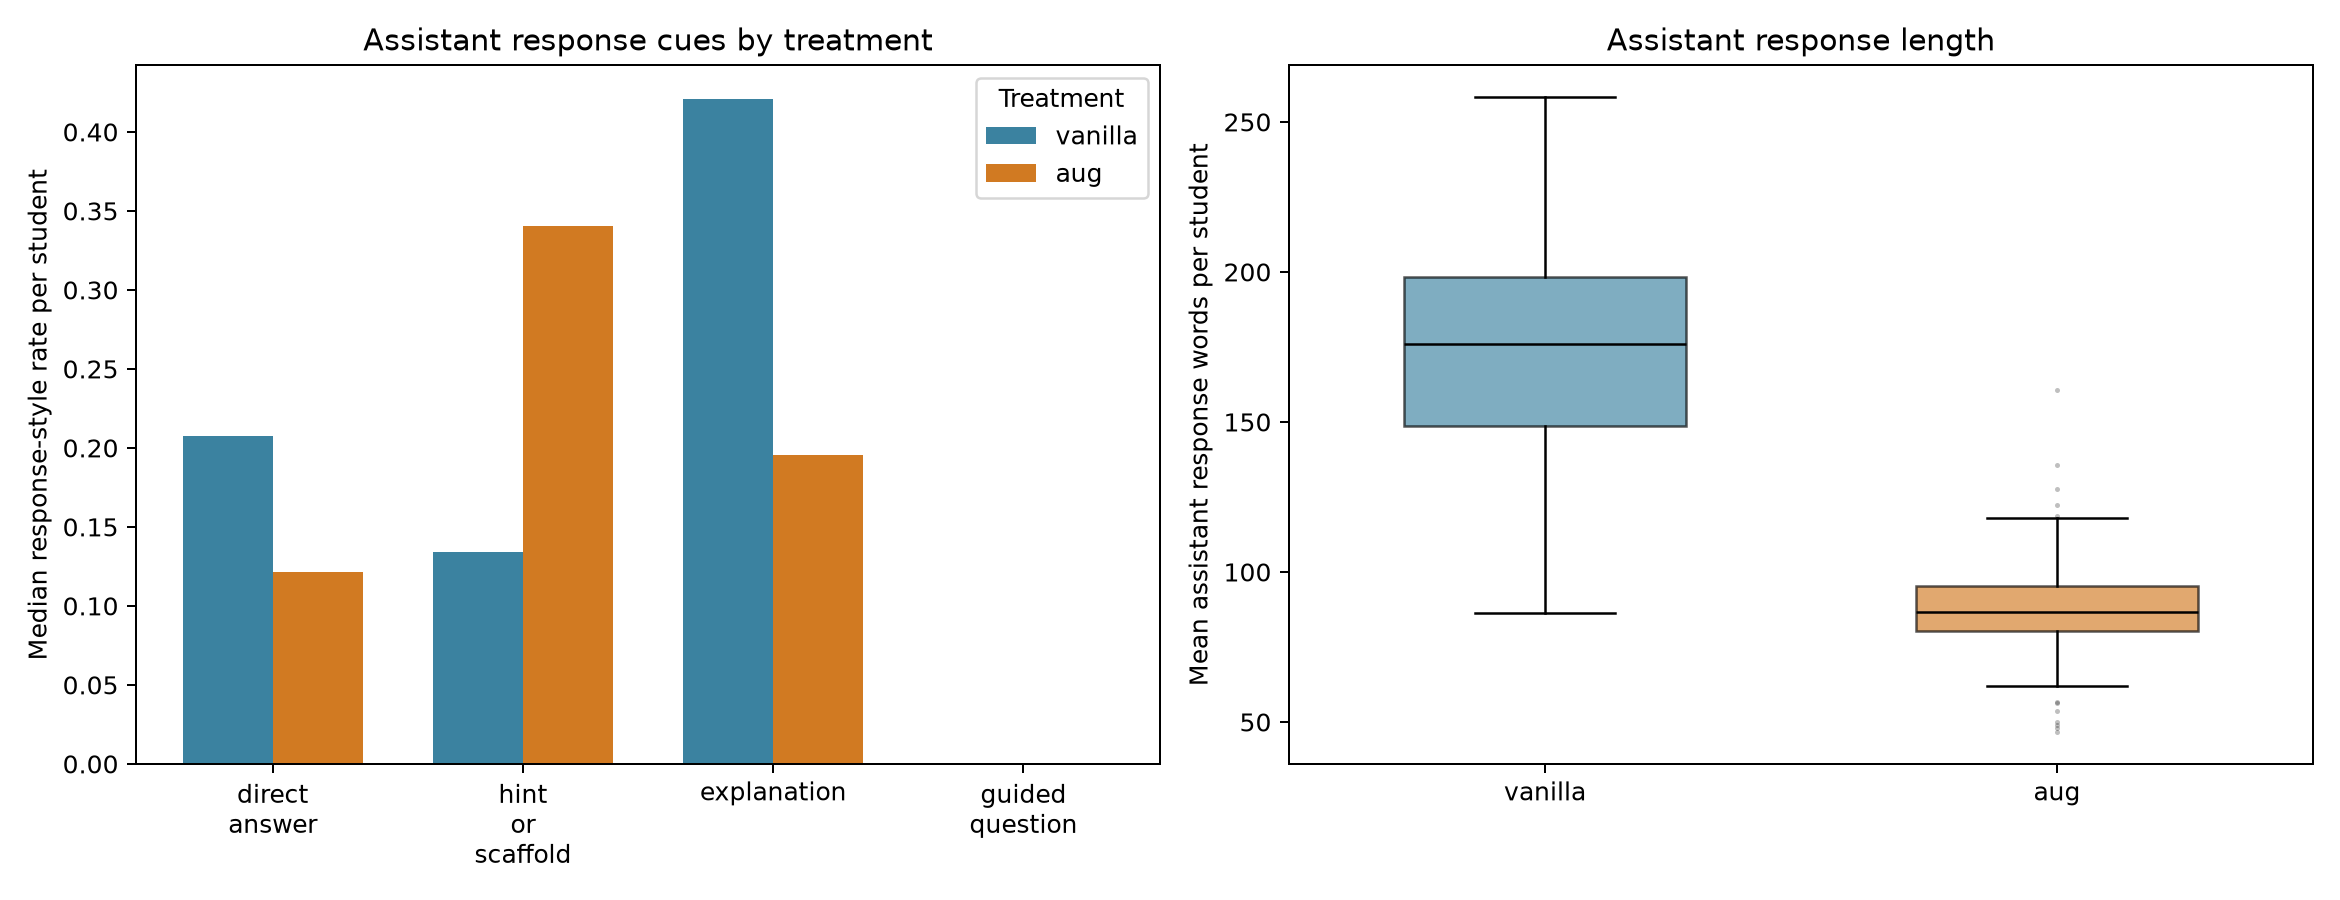 Assistant response cues by treatment
Median response-style rate per student
0.40
0.35
0.30
0.25
0.20
0.15
0.10
0.05
0.00
Treatment
vanilla
aug
direct
answer
hint
or
scaffold
explanation
guided
question
Assistant response length
Mean assistant response words per student
250
200
150
100
50
vanilla
aug